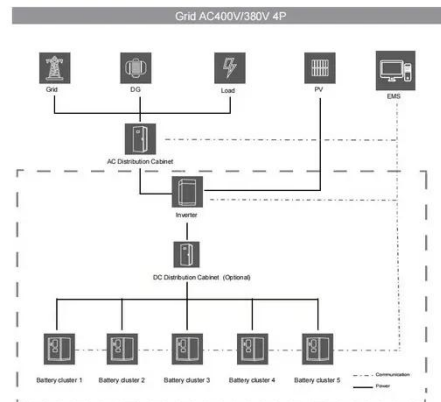 Grid AC400V/380V 4P
Grid
DG
Load
PV
EMS
AC Distribution Cabinet
Inverter
DC Distribution Cabinet (Optional)
Battery cluster 1
Battery cluster 2
Battery cluster 3
Battery cluster 4
Battery cluster 5
Communication
Power